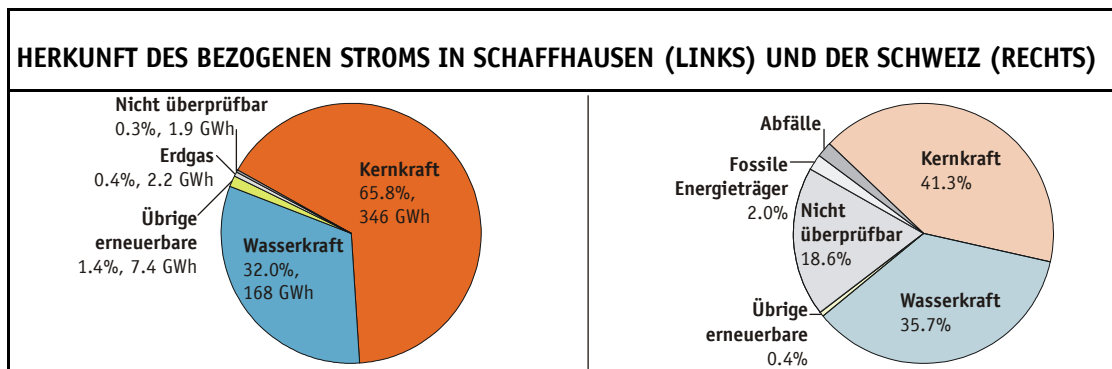 HERKUNFT DES BEZOGENEN STROMS IN SCHAFFHAUSEN (LINKS) UND DER SCHWEIZ (RECHTS)
Nicht überprüfbar
0.3%, 1.9 GWh
Erdgas
0.4%, 2.2 GWh
Übrige
erneuerbare
1.4%, 7.4 GWh
Kernkraft
65.8%,
346 GWh
Wasserkraft
32.0%,
168 GWh
Abfälle
Fossile
Energieträger
2.0%
Nicht
überprüfbar
18.6%
Übrige
erneuerbare
0.4%
Kernkraft
41.3%
Wasserkraft
35.7%